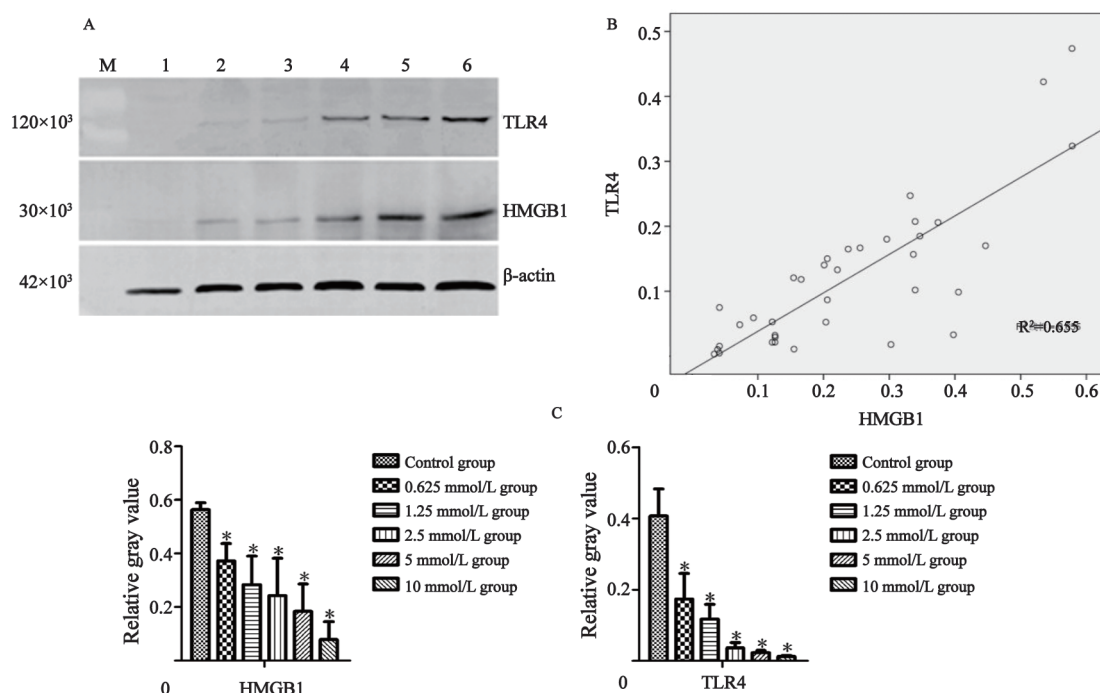 A
M 1 2 3 4 5 6
120×10³ TLR4
30×10³ HMGB1
42×10³ β-actin
B
0.5
0.4
0.3
0.2
0.1
TLR4
R²=0.655
0 0.1 0.2 0.3 0.4 0.5 0.6
HMGB1
C
0.8
0.6
0.4
0.2
0
Relative gray value
* * * * *
HMGB1
Control group
0.625 mmol/L group
1.25 mmol/L group
2.5 mmol/L group
5 mmol/L group
10 mmol/L group
0.6
0.4
0.2
0
Relative gray value
* * * * *
TLR4
Control group
0.625 mmol/L group
1.25 mmol/L group
2.5 mmol/L group
5 mmol/L group
10 mmol/L group